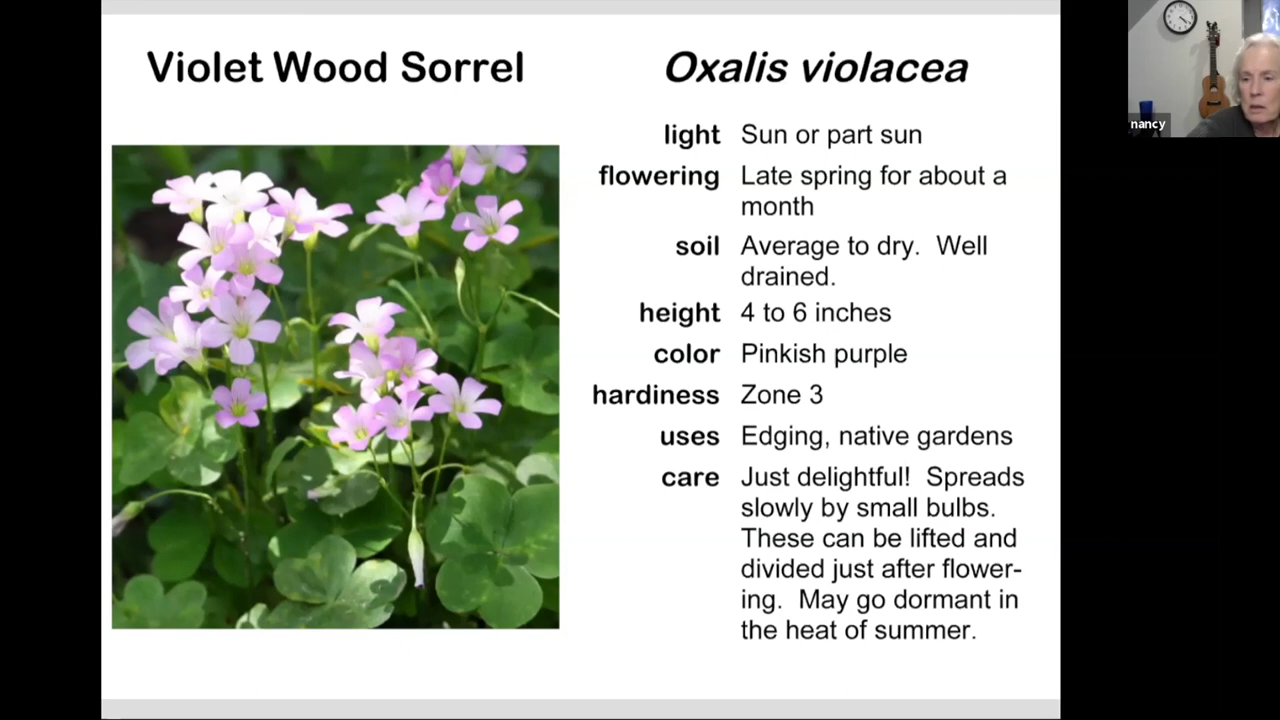 Violet Wood Sorrel
Oxalis violacea
light Sun or part sun
flowering Late spring for about a
month
soil Average to dry.  Well
drained.
height 4 to 6 inches
color Pinkish purple
hardiness Zone 3
uses Edging, native gardens
care Just delightful!  Spreads
slowly by small bulbs.
These can be lifted and
divided just after flower-
ing.  May go dormant in
the heat of summer.
nancy